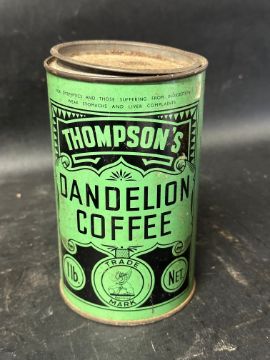 FOR DYSPEPTICS AND THOSE SUFFERING FROM INDIGESTION
WEAK STOMACHS AND LIVER COMPLAINTS
THOMPSON'S
DANDELION
COFFEE
1lb
TRADE
MARK
NET.